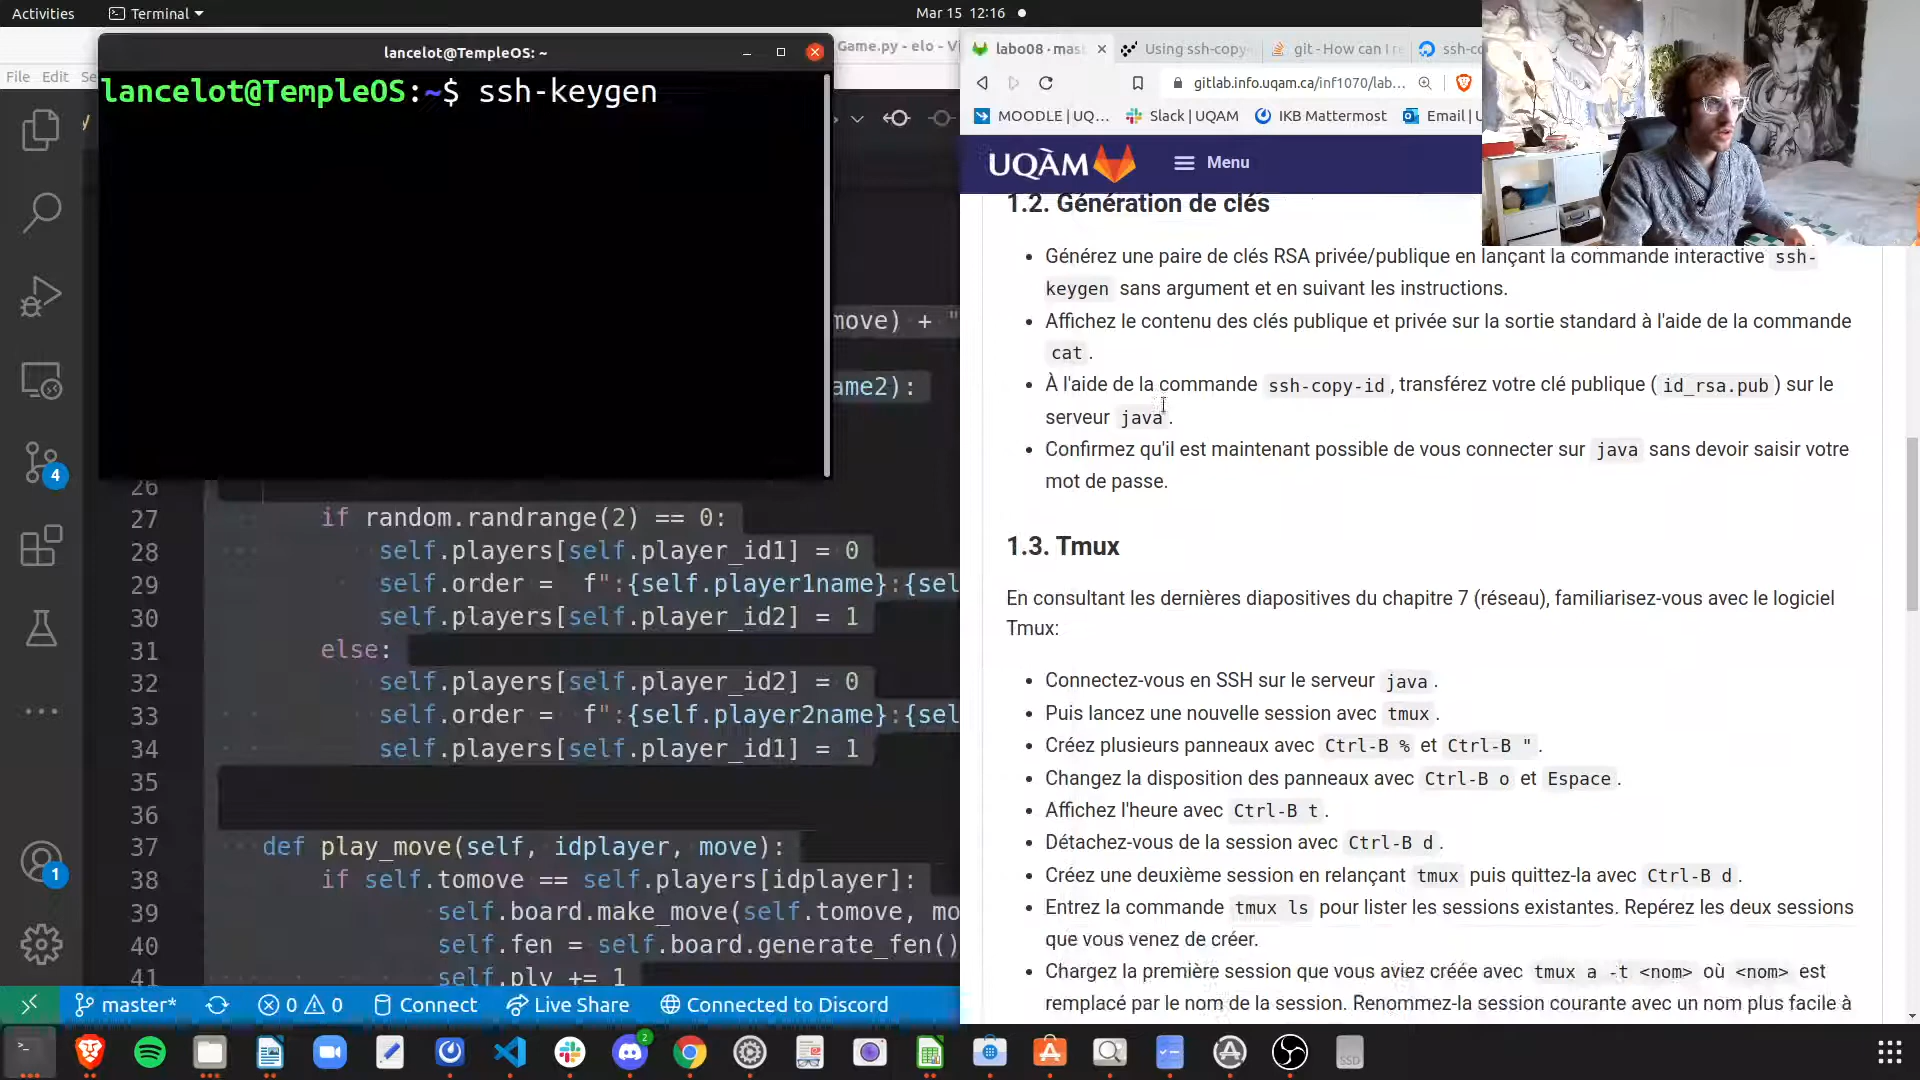 Activities
Terminal
Mar 15 12:16
lancelot@TempleOS: ~
Game.py - elo - Vi
File Edit Se
lancelot@TempleOS:~$ ssh-keygen
y
move) + "
ame2):
26
27 if random.randrange(2) == 0:
28 self.players[self.player_id1] = 0
29 self.order = f":{self.player1name}:{sel
30 self.players[self.player_id2] = 1
31 else:
32 self.players[self.player_id2] = 0
33 self.order = f":{self.player2name}:{sel
34 self.players[self.player_id1] = 1
35
36
37 def play_move(self, idplayer, move):
38 if self.tomove == self.players[idplayer]:
39 self.board.make_move(self.tomove, mo
40 self.fen = self.board.generate_fen()
41 self.ply += 1
4
1
master*
0 0
Connect
Live Share
Connected to Discord
labo08 · mast
Using ssh-copy
git - How can I re
ssh-co
gitlab.info.uqam.ca/inf1070/lab...
MOODLE | UQ...
Slack | UQAM
IKB Mattermost
Email | U
UQÀM
Menu
1.2. Génération de clés
Générez une paire de clés RSA privée/publique en lançant la commande interactive ssh-
keygen sans argument et en suivant les instructions.
Affichez le contenu des clés publique et privée sur la sortie standard à l'aide de la commande
cat .
À l'aide de la commande ssh-copy-id, transférez votre clé publique ( id_rsa.pub ) sur le
serveur java .
Confirmez qu'il est maintenant possible de vous connecter sur java sans devoir saisir votre
mot de passe.
1.3. Tmux
En consultant les dernières diapositives du chapitre 7 (réseau), familiarisez-vous avec le logiciel
Tmux:
Connectez-vous en SSH sur le serveur java .
Puis lancez une nouvelle session avec tmux .
Créez plusieurs panneaux avec Ctrl-B % et Ctrl-B " .
Changez la disposition des panneaux avec Ctrl-B o et Espace .
Affichez l'heure avec Ctrl-B t .
Détachez-vous de la session avec Ctrl-B d .
Créez une deuxième session en relançant tmux puis quittez-la avec Ctrl-B d .
Entrez la commande tmux ls pour lister les sessions existantes. Repérez les deux sessions
que vous venez de créer.
Chargez la première session que vous aviez créée avec tmux a -t <nom> où <nom> est
remplacé par le nom de la session. Renommez-la session courante avec un nom plus facile à
2
SSD